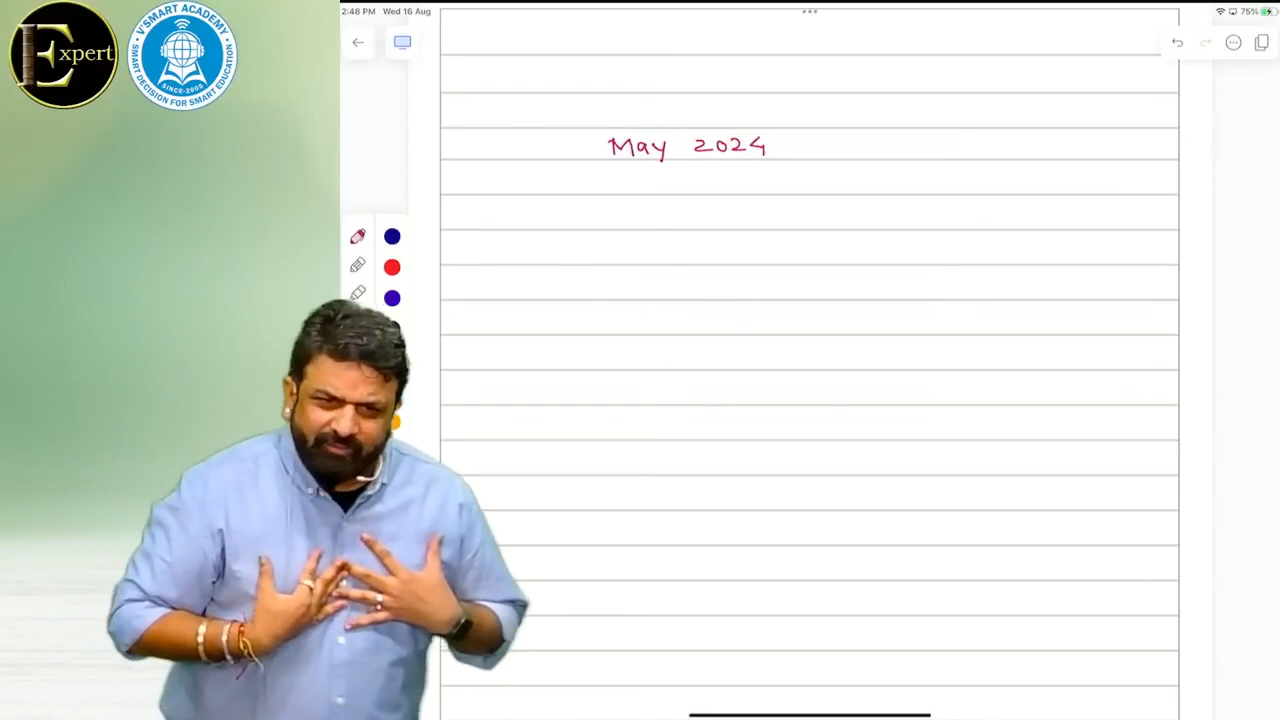 Expert
V'SMART ACADEMY
SINCE-2005
SMART DECISION FOR SMART EDUCATION
2:48 PM Wed 16 Aug
75%
May 2024